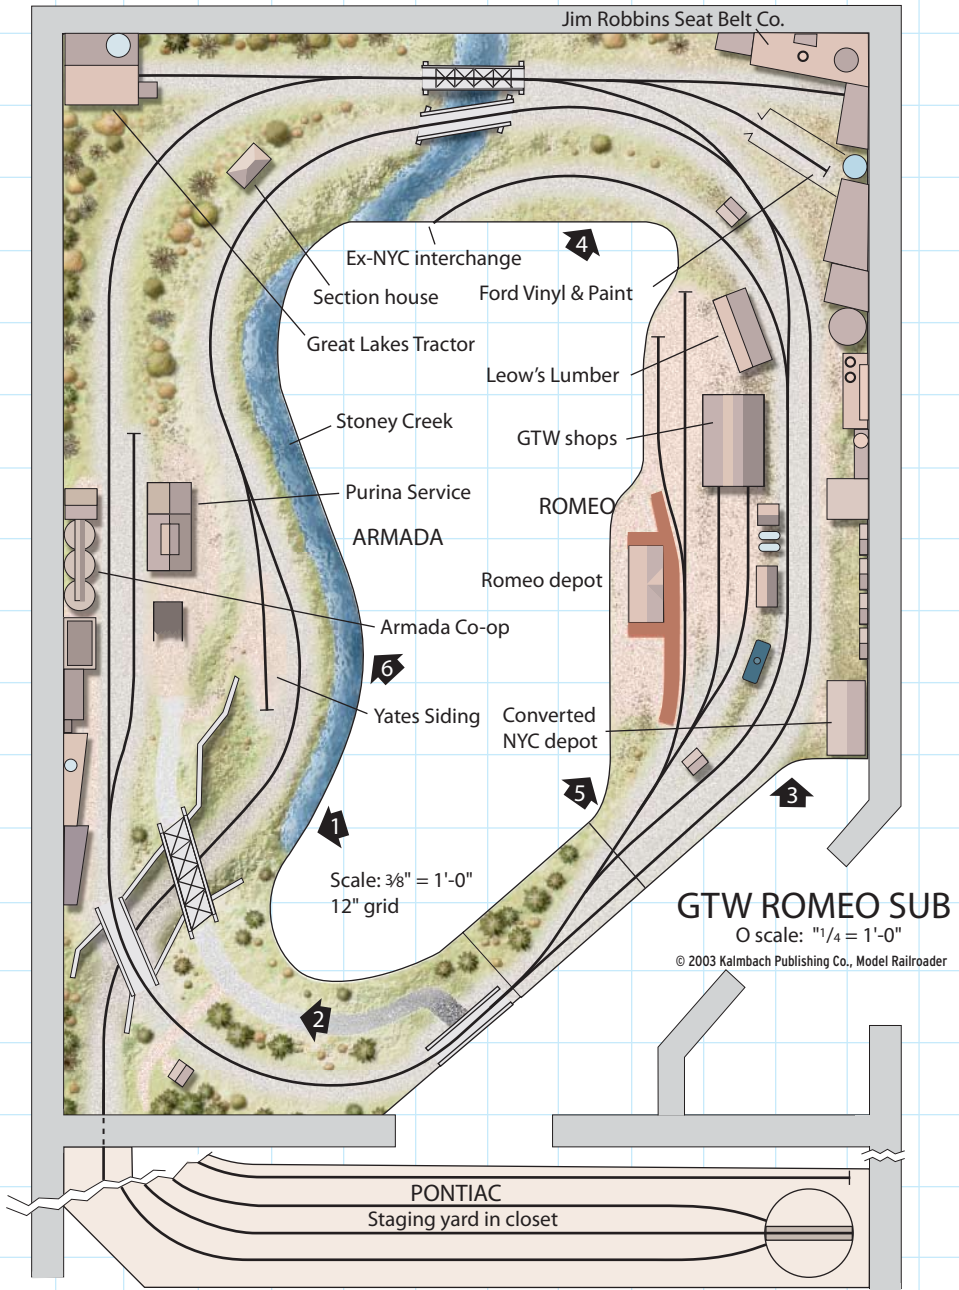 Jim Robbins Seat Belt Co.
4
Ex-NYC interchange
Section house
Ford Vinyl & Paint
Great Lakes Tractor
Leow's Lumber
Stoney Creek
GTW shops
Purina Service
ROMEO
ARMADA
Romeo depot
Armada Co-op
6
Yates Siding
Converted
NYC depot
5
3
1
Scale: 3/8" = 1'-0"
12" grid
GTW ROMEO SUB
O scale: "1/4 = 1'-0"
© 2003 Kalmbach Publishing Co., Model Railroader
2
PONTIAC
Staging yard in closet